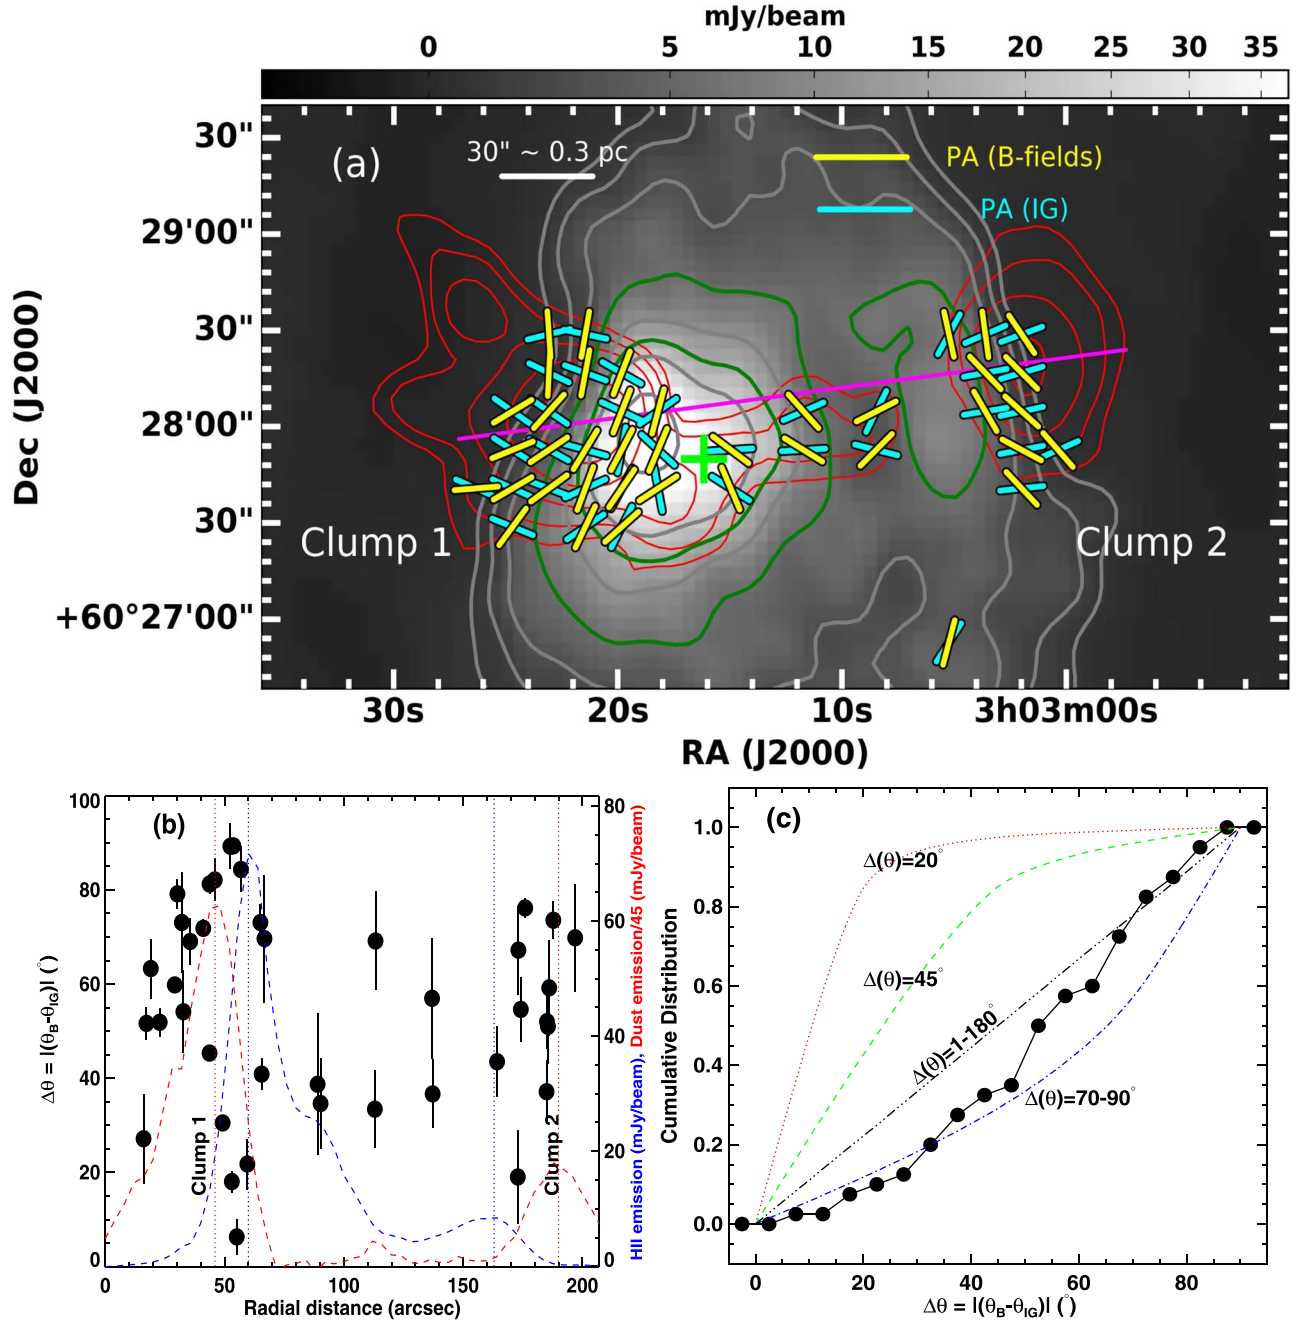 mJy/beam
0 5 10 15 20 25 30 35
30"
(a)
30" ~ 0.3 pc
PA (B-fields)
PA (IG)
29'00"
30"
28'00"
30"
+60°27'00"
Dec (J2000)
Clump 1
Clump 2
30s 20s 10s 3h03m00s
RA (J2000)
(b)
100
80
60
40
20
0
Δθ = |(θB-θIG)| (°)
Clump 1
Clump 2
80
60
40
20
0
HII emission (mJy/beam), Dust emission/45 (mJy/beam)
0 50 100 150 200
Radial distance (arcsec)
(c)
1.0
0.8
0.6
0.4
0.2
0.0
Cumulative Distribution
Δ(θ)=20°
Δ(θ)=45°
Δ(θ)=1-180°
Δ(θ)=70-90°
0 20 40 60 80
Δθ = |(θB-θIG)| (°)